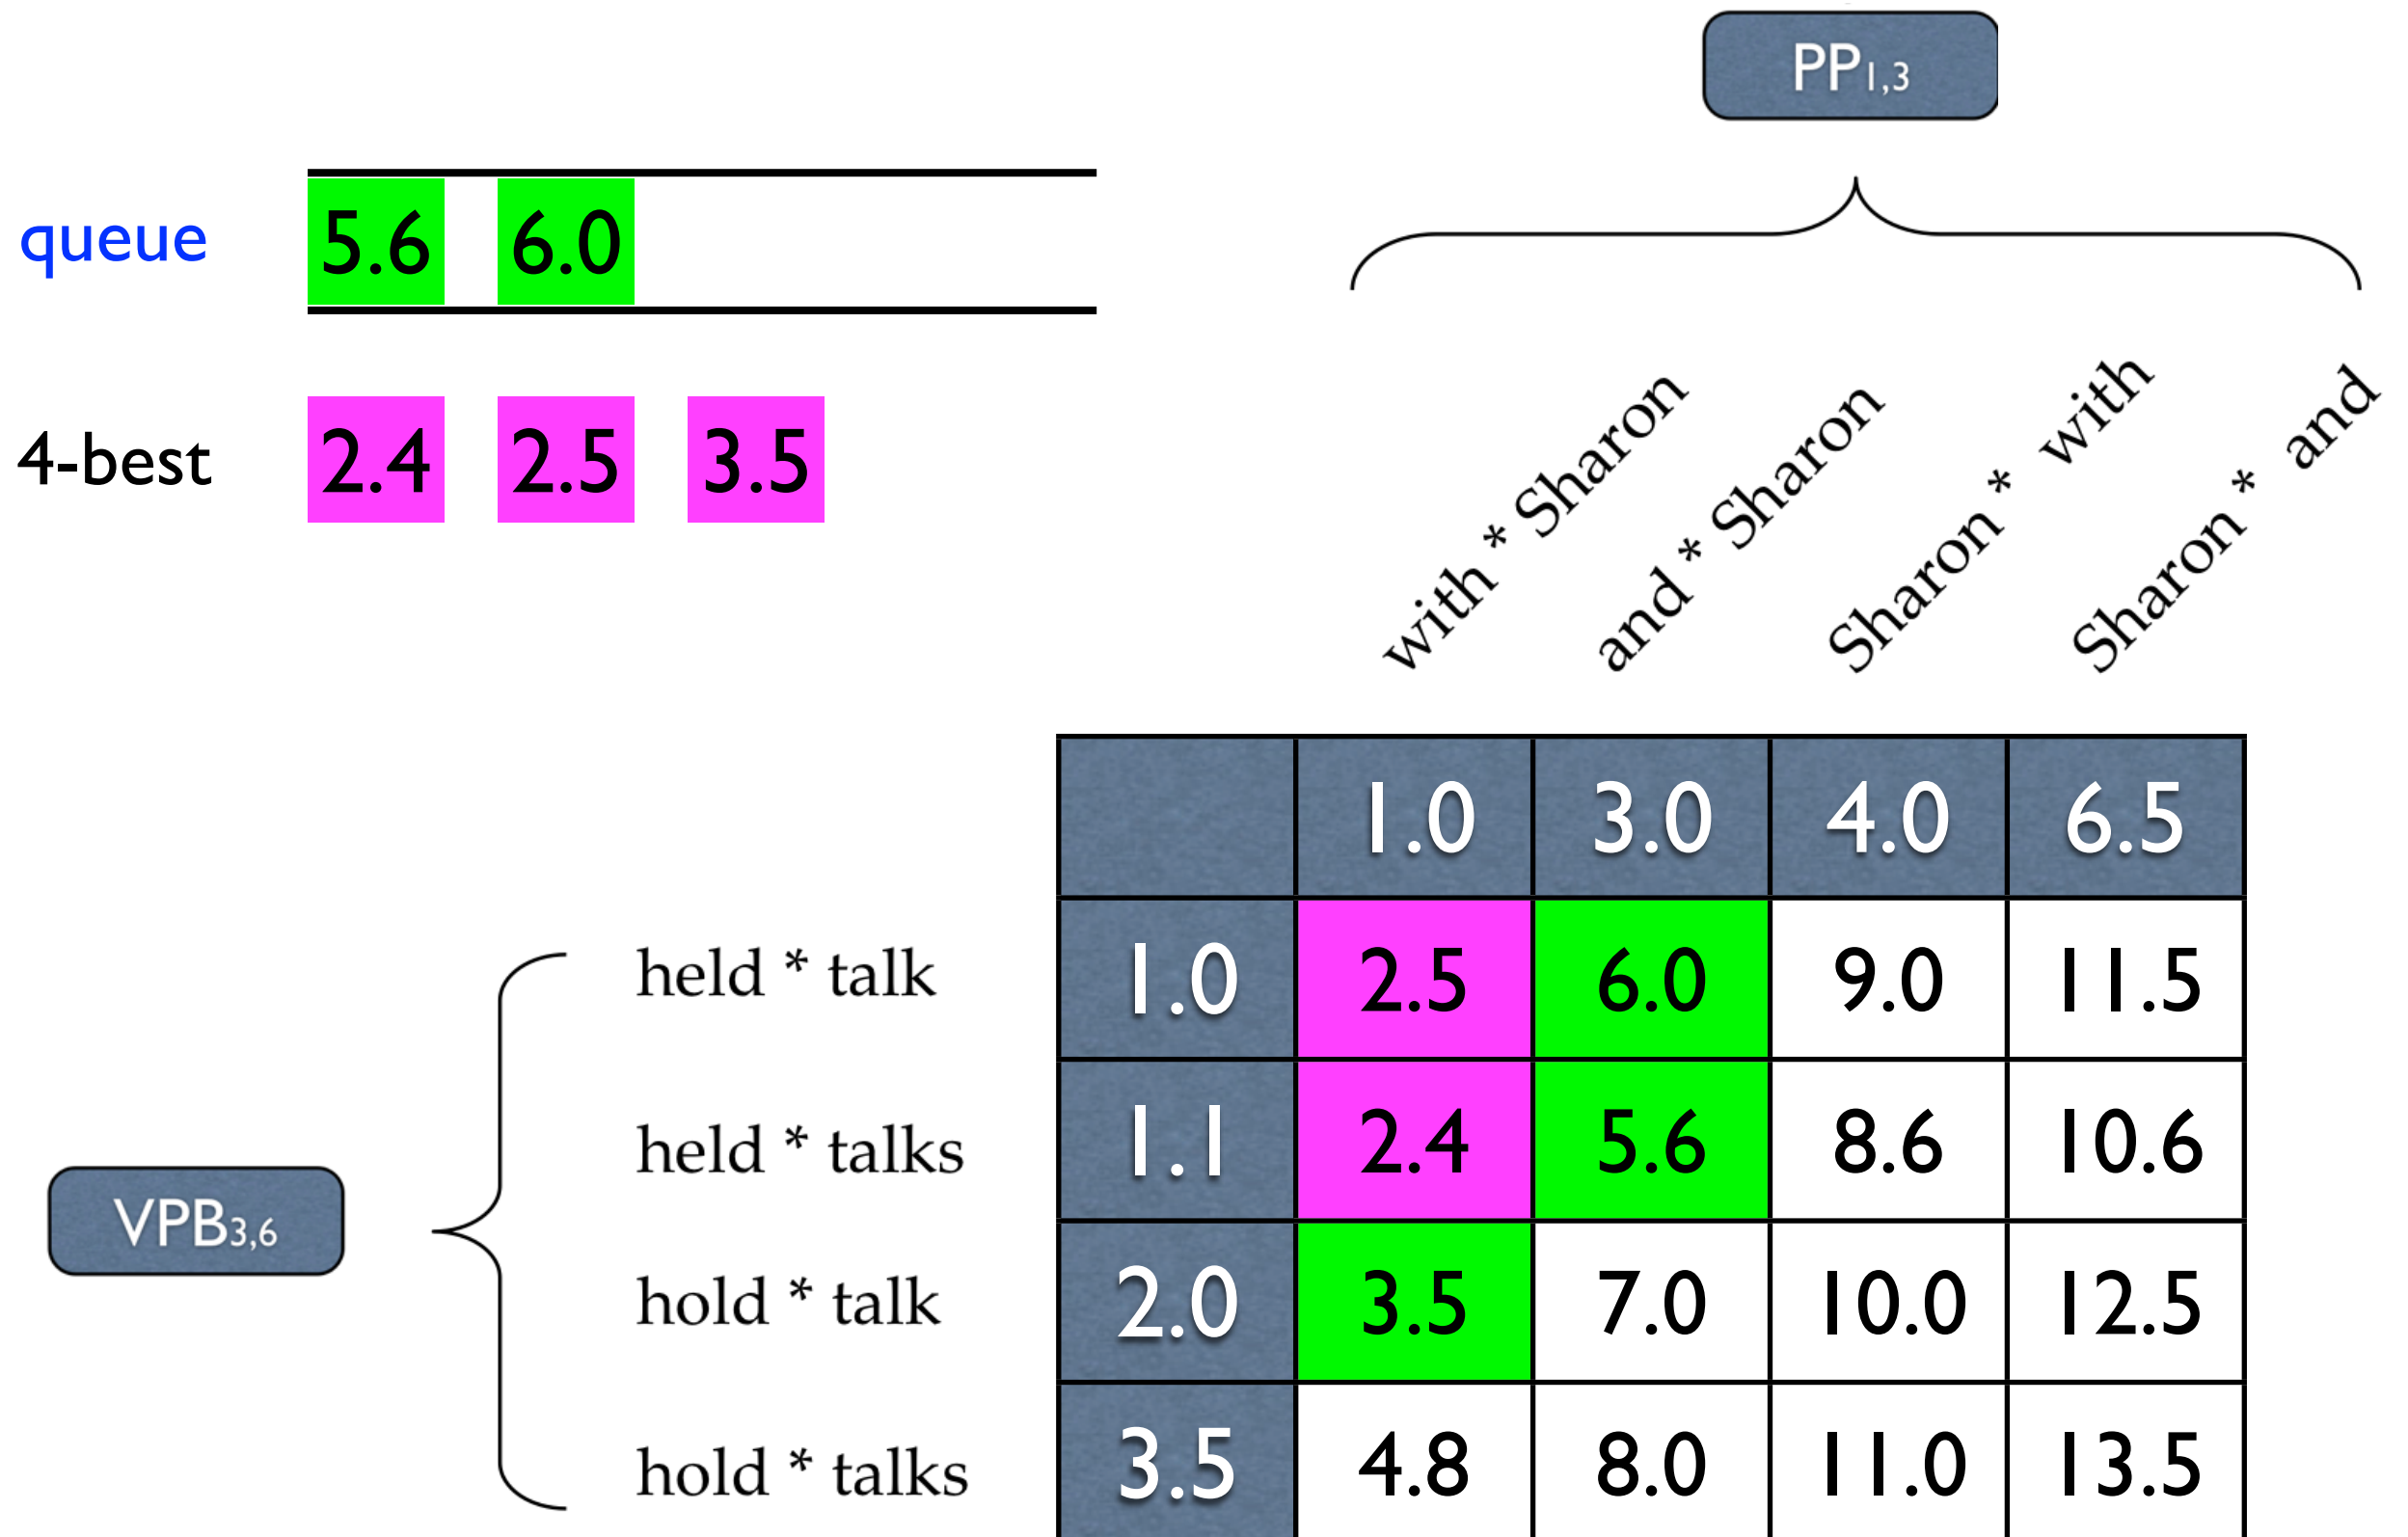 PP1,3
queue 5.6 6.0
4-best 2.4 2.5 3.5
with * Sharon
and * Sharon
Sharon * with
Sharon * and
1.0 3.0 4.0 6.5
held * talk 1.0 2.5 6.0 9.0 11.5
held * talks 1.1 2.4 5.6 8.6 10.6
VPB3,6
hold * talk 2.0 3.5 7.0 10.0 12.5
hold * talks 3.5 4.8 8.0 11.0 13.5